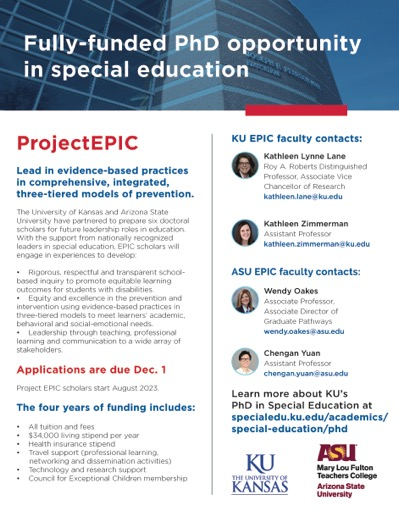 Fully-funded PhD opportunity
in special education
ProjectEPIC
Lead in evidence-based practices
in comprehensive, integrated,
three-tiered models of prevention.
The University of Kansas and Arizona State
University have partnered to prepare six doctoral
scholars for future leadership roles in education.
With the support from nationally recognized
leaders in special education, EPIC scholars will
engage in experiences to develop:
• Rigorous, respectful and transparent school-
based inquiry to promote equitable learning
outcomes for students with disabilities.
• Equity and excellence in the prevention and
intervention using evidence-based practices in
three-tiered models to meet learners' academic,
behavioral and social-emotional needs.
• Leadership through teaching, professional
learning and communication to a wide array of
stakeholders.
Applications are due Dec. 1
Project EPIC scholars start August 2023.
The four years of funding includes:
• All tuition and fees
• $34,000 living stipend per year
• Health insurance stipend
• Travel support (professional learning,
networking and dissemination activities)
• Technology and research support
• Council for Exceptional Children membership
KU EPIC faculty contacts:
Kathleen Lynne Lane
Roy A. Roberts Distinguished
Professor, Associate Vice
Chancellor of Research
kathleen.lane@ku.edu
Kathleen Zimmerman
Assistant Professor
kathleen.zimmerman@ku.edu
ASU EPIC faculty contacts:
Wendy Oakes
Associate Professor,
Associate Director of
Graduate Pathways
wendy.oakes@asu.edu
Chengan Yuan
Assistant Professor
chengan.yuan@asu.edu
Learn more about KU's
PhD in Special Education at
specialedu.ku.edu/academics/
special-education/phd
KU
THE UNIVERSITY OF
KANSAS
ASU
Mary Lou Fulton
Teachers College
Arizona State
University